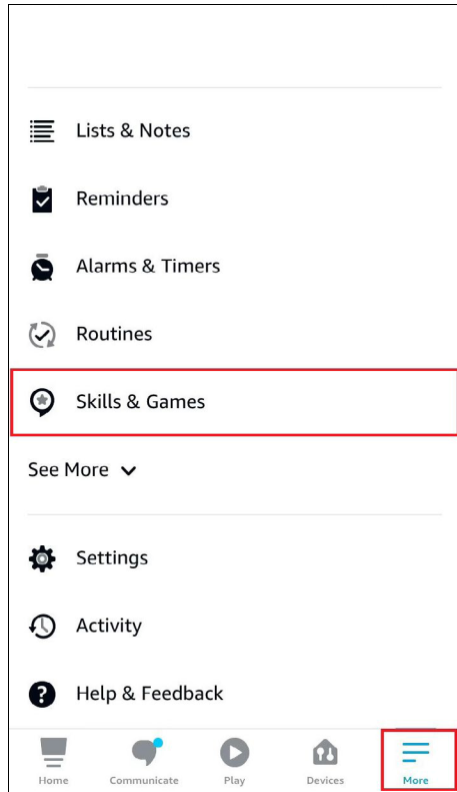 Lists & Notes
Reminders
Alarms & Timers
Routines
Skills & Games
See More
Settings
Activity
Help & Feedback
Home Communicate Play Devices More